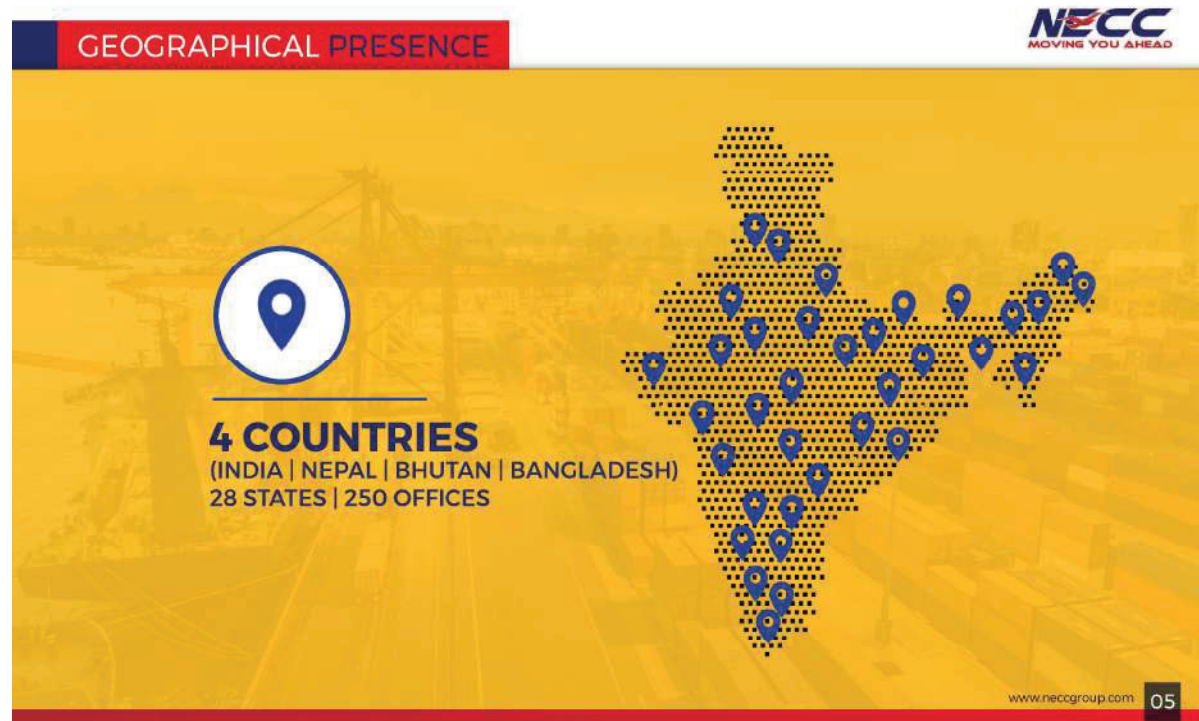 GEOGRAPHICAL PRESENCE
NECC
MOVING YOU AHEAD
4 COUNTRIES
(INDIA | NEPAL | BHUTAN | BANGLADESH)
28 STATES | 250 OFFICES
www.neccgroup.com
05